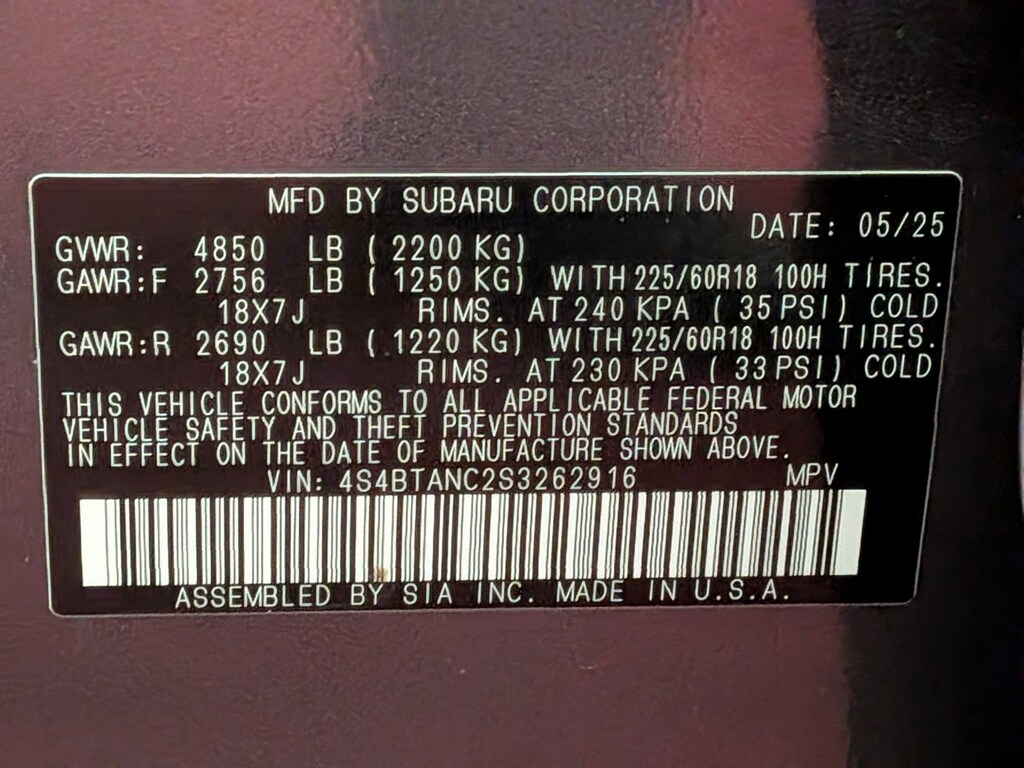 MFD BY SUBARU CORPORATION
DATE: 05/25
GVWR: 4850 LB (2200 KG)
GAWR:F 2756 LB (1250 KG) WITH 225/60R18 100H TIRES.
18X7J RIMS. AT 240 KPA (35 PSI) COLD
GAWR:R 2690 LB (1220 KG) WITH 225/60R18 100H TIRES.
18X7J RIMS. AT 230 KPA (33 PSI) COLD
THIS VEHICLE CONFORMS TO ALL APPLICABLE FEDERAL MOTOR
VEHICLE SAFETY AND THEFT PREVENTION STANDARDS
IN EFFECT ON THE DATE OF MANUFACTURE SHOWN ABOVE.
VIN: 4S4BTANC2S3262916 MPV
ASSEMBLED BY SIA INC. MADE IN U.S.A.